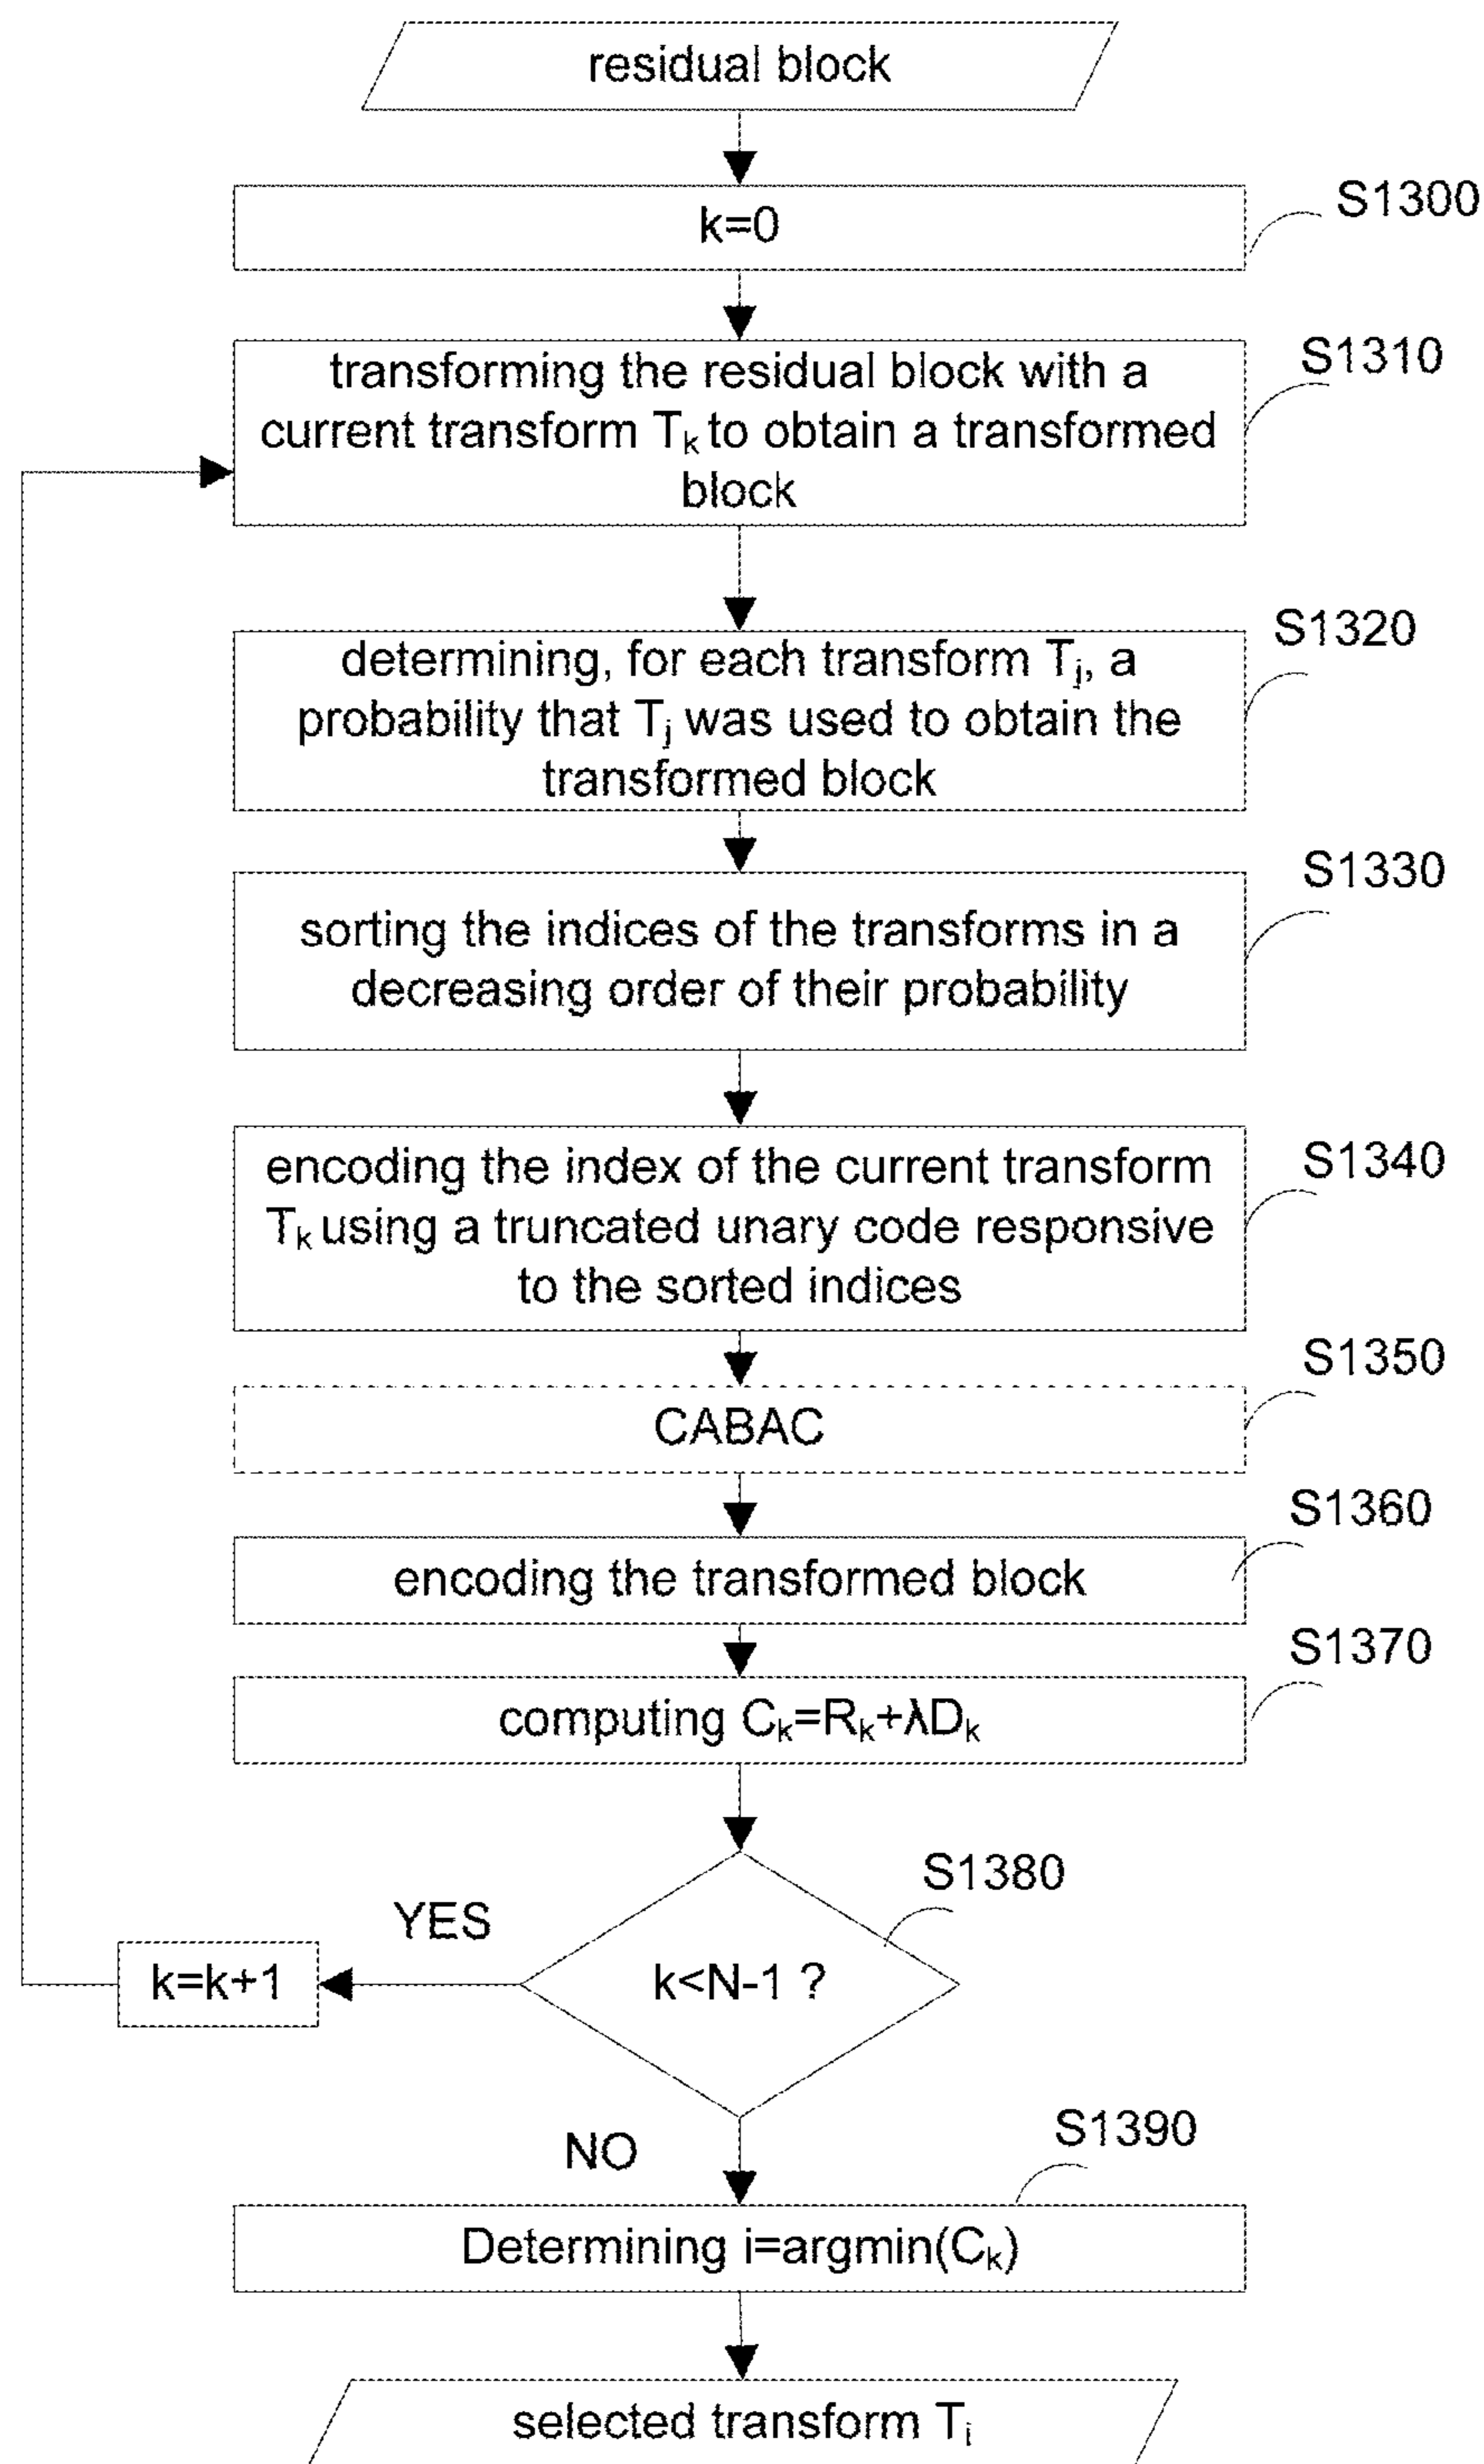 residual block
S1300
k=0
S1310
transforming the residual block with a
current transform Tk to obtain a transformed
block
S1320
determining, for each transform Tj, a
probability that Tj was used to obtain the
transformed block
S1330
sorting the indices of the transforms in a
decreasing order of their probability
S1340
encoding the index of the current transform
Tk using a truncated unary code responsive
to the sorted indices
S1350
CABAC
S1360
encoding the transformed block
S1370
computing Ck=Rk+λDk
S1380
YES
k=k+1
k<N-1 ?
NO
S1390
Determining i=argmin(Ck)
selected transform Ti